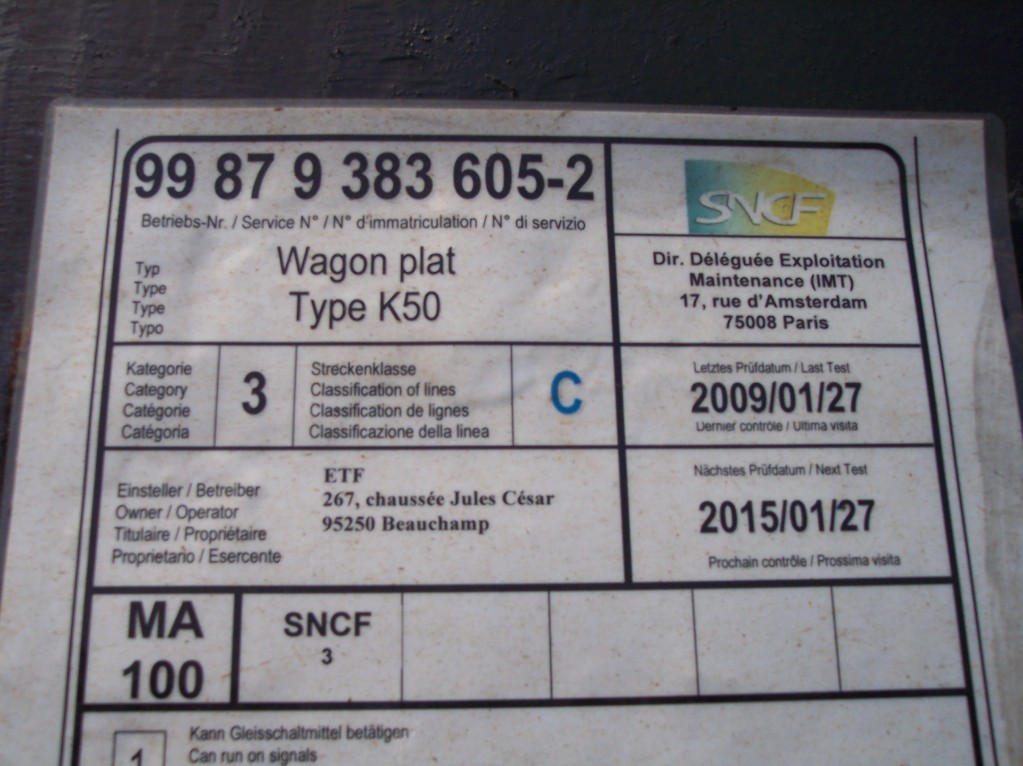 99 87 9 383 605-2
Betriebs-Nr. / Service N° / N° d'immatriculation / N° di servizio
Typ
Type
Type
Typo
Wagon plat
Type K50
SNCF
Dir. Déléguée Exploitation
Maintenance (IMT)
17, rue d'Amsterdam
75008 Paris
Kategorie
Category
Catégorie
Catégoria
3
Streckenklasse
Classification of lines
Classification de lignes
Classificazione della linea
C
Letztes Prüfdatum / Last Test
2009/01/27
Dernier contrôle / Ultima visita
Einsteller / Betreiber
Owner / Operator
Titulaire / Propriétaire
Proprietario / Esercente
ETF
267, chaussée Jules César
95250 Beauchamp
Nächstes Prüfdatum / Next Test
2015/01/27
Prochain contrôle / Prossima visita
MA
100
SNCF
3
1
Kann Gleisschaltmittel betätigen
Can run on signals